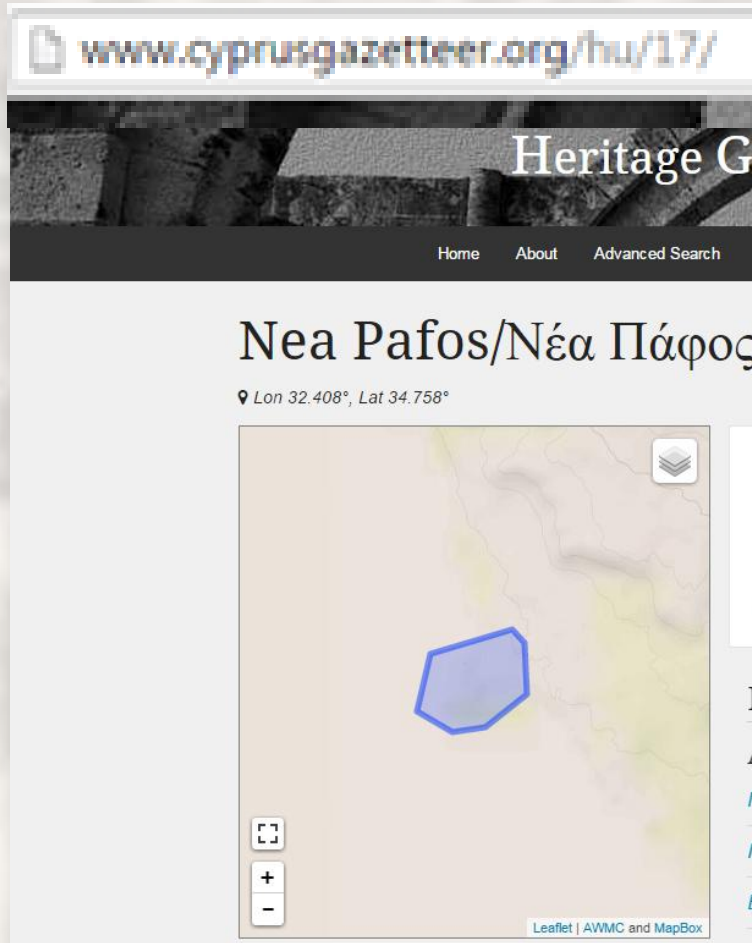 www.cyprusgazetteer.org/hu/17/
Heritage G
Home About Advanced Search
Nea Pafos/Νέα Πάφος
Lon 32.408°, Lat 34.758°
+
−
Leaflet | AWMC and MapBox